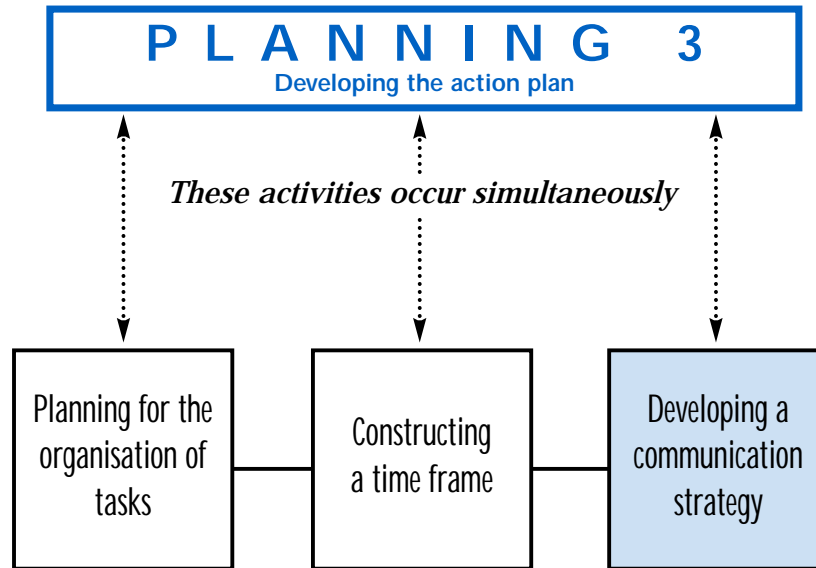 PLANNING 3
Developing the action plan
These activities occur simultaneously
Planning for the
organisation of
tasks
Constructing
a time frame
Developing a
communication
strategy